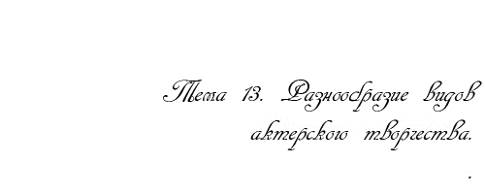 Тема 13. Разнообразие видов
актерского творчества.
.